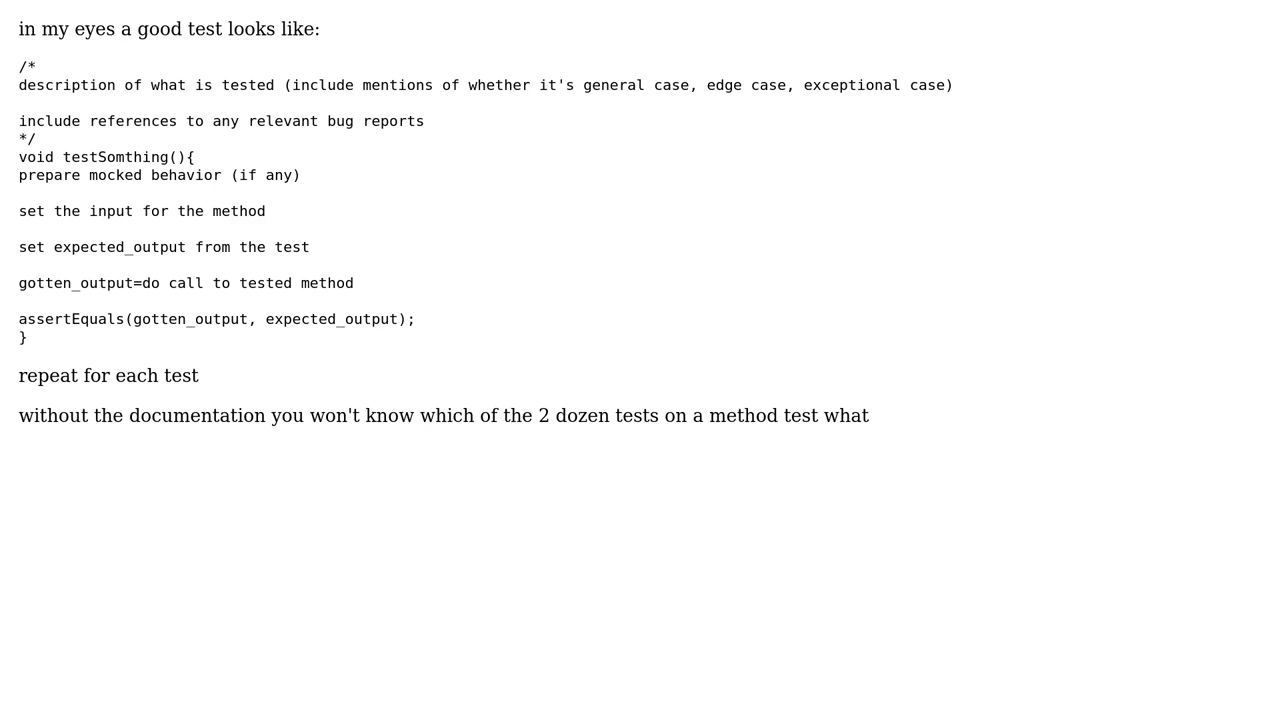 in my eyes a good test looks like:
/*
description of what is tested (include mentions of whether it's general case, edge case, exceptional case)
include references to any relevant bug reports
*/
void testSomthing(){
prepare mocked behavior (if any)
set the input for the method
set expected_output from the test
gotten_output=do call to tested method
assertEquals(gotten_output, expected_output);
}
repeat for each test
without the documentation you won't know which of the 2 dozen tests on a method test what